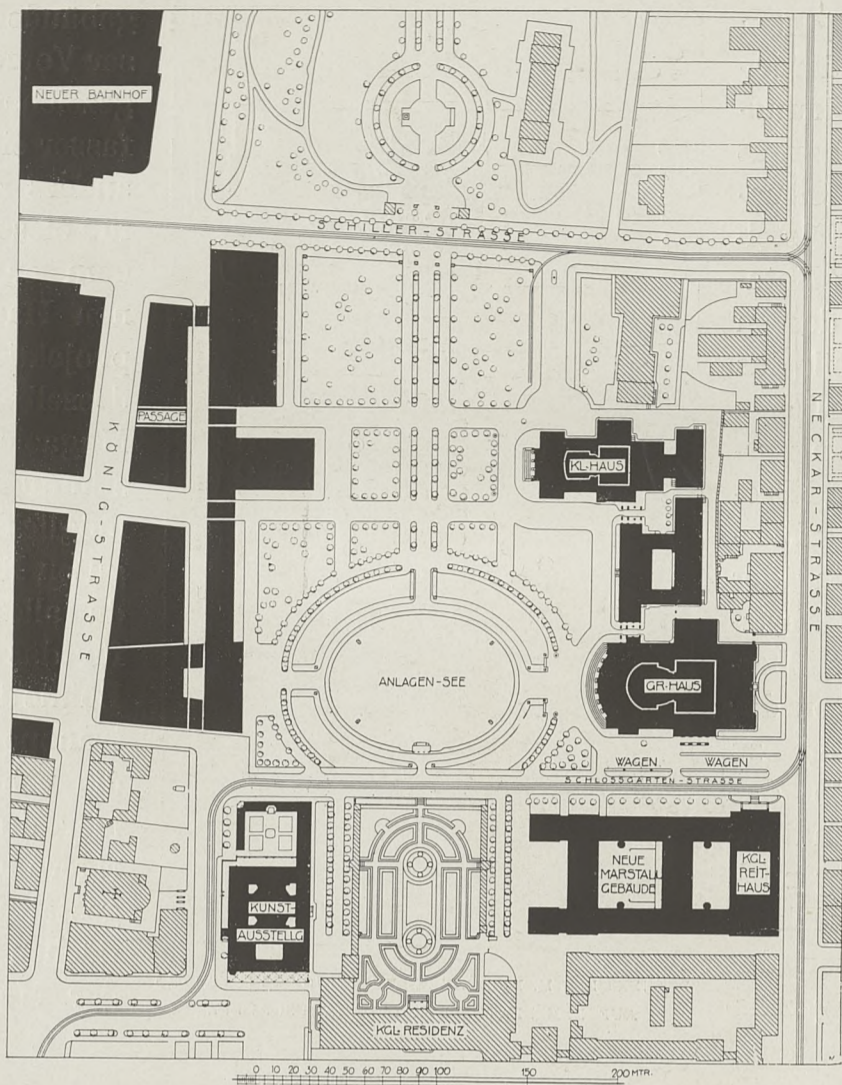 NEUER BAHNHOF
SCHILLER-STRASSE
PASSAGE
KÖNIG-STRASSE
NECKAR-STRASSE
KL-HAUS
ANLAGEN-SEE
GR-HAUS
WAGEN
WAGEN
SCHLOSSGARTEN-STRASSE
KUNST-
AUSSTELLG
NEUE
MARSTALL
GEBÄUDE
KGL-
REIT-
HAUS
KGL-RESIDENZ
0 10 20 30 40 50 60 70 80 90 100 150 200 MTR.